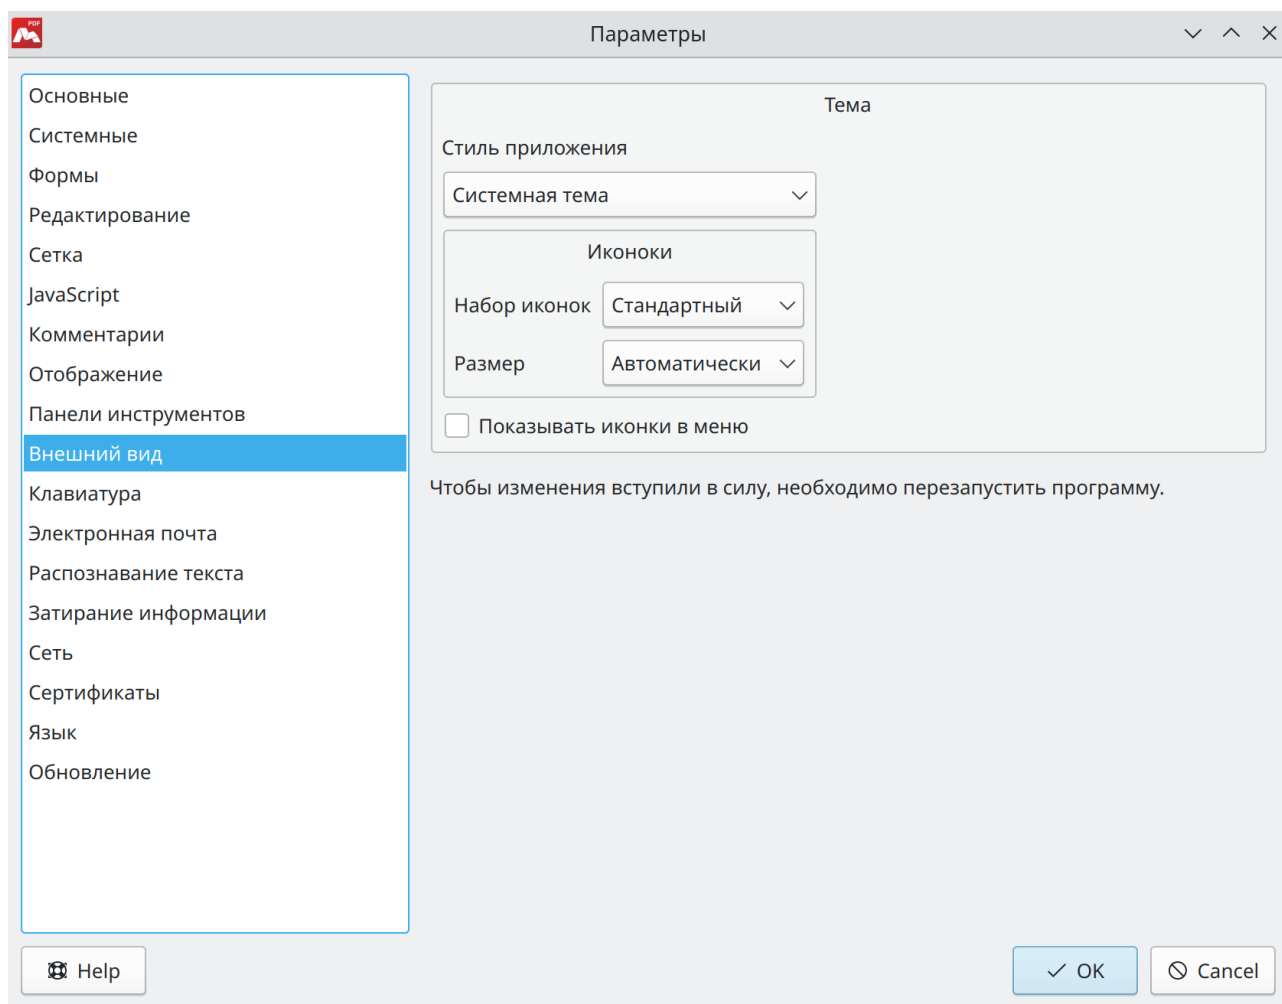 PDF
Параметры
Основные
Системные
Формы
Редактирование
Сетка
JavaScript
Комментарии
Отображение
Панели инструментов
Внешний вид
Клавиатура
Электронная почта
Распознавание текста
Затирание информации
Сеть
Сертификаты
Язык
Обновление
Тема
Стиль приложения
Системная тема
Иконоки
Набор иконок Стандартный
Размер Автоматически
Показывать иконки в меню
Чтобы изменения вступили в силу, необходимо перезапустить программу.
Help OK Cancel